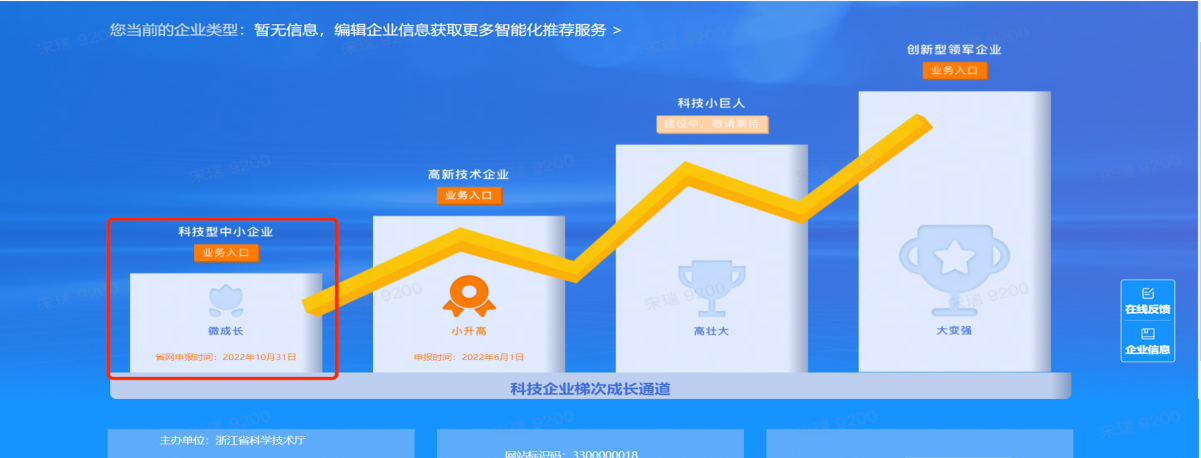 您当前的企业类型：暂无信息，编辑企业信息获取更多智能化推荐服务 >
创新型领军企业
业务入口
科技小巨人
建设中，敬请期待
高新技术企业
业务入口
科技型中小企业
业务入口
微成长
省网申报时间：2022年10月31日
小升高
申报时间：2022年6月1日
高壮大
大变强
在线反馈
企业信息
科技企业梯次成长通道
主办单位：浙江省科学技术厅
网站标识码：3300000018
宋瑞 9200